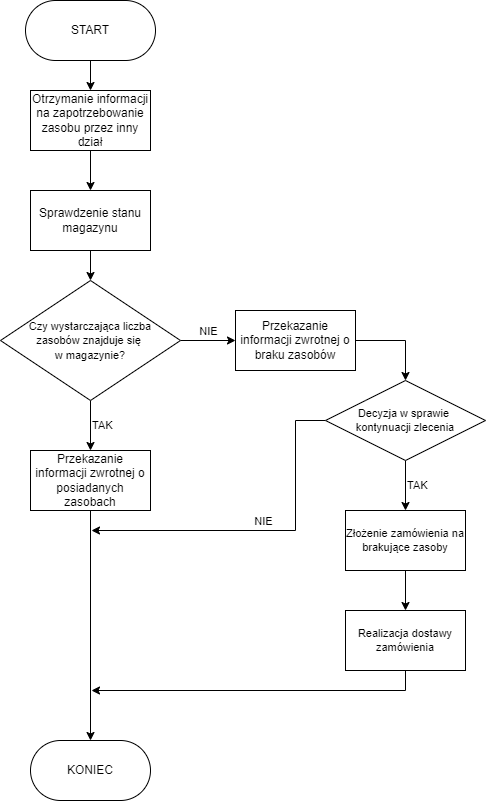 START
Otrzymanie informacji
na zapotrzebowanie
zasobu przez inny
dział
Sprawdzenie stanu
magazynu
Czy wystarczająca liczba
zasobów znajduje się
w magazynie?
NIE
Przekazanie
informacji zwrotnej o
braku zasobów
Decyzja w sprawie
kontynuacji zlecenia
TAK
Przekazanie
informacji zwrotnej o
posiadanych
zasobach
TAK
NIE
Złożenie zamówienia na
brakujące zasoby
Realizacja dostawy
zamówienia
KONIEC